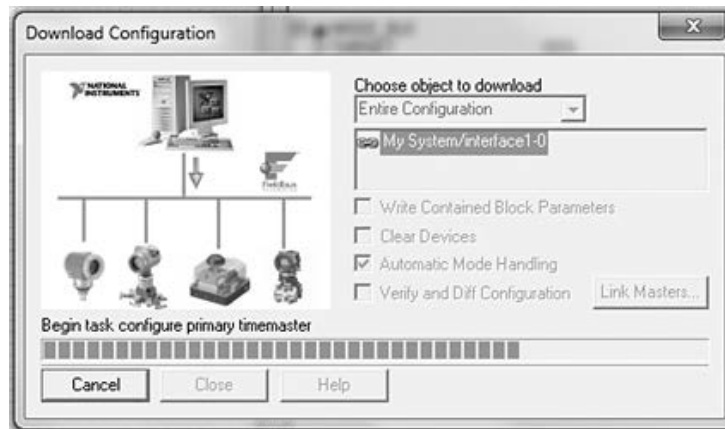 Download Configuration
NATIONAL
INSTRUMENTS
Fieldbus
Choose object to download
Entire Configuration
My System/interface1-0
Write Contained Block Parameters
Clear Devices
Automatic Mode Handling
Verify and Diff Configuration
Link Masters...
Begin task configure primary timemaster
Cancel
Close
Help